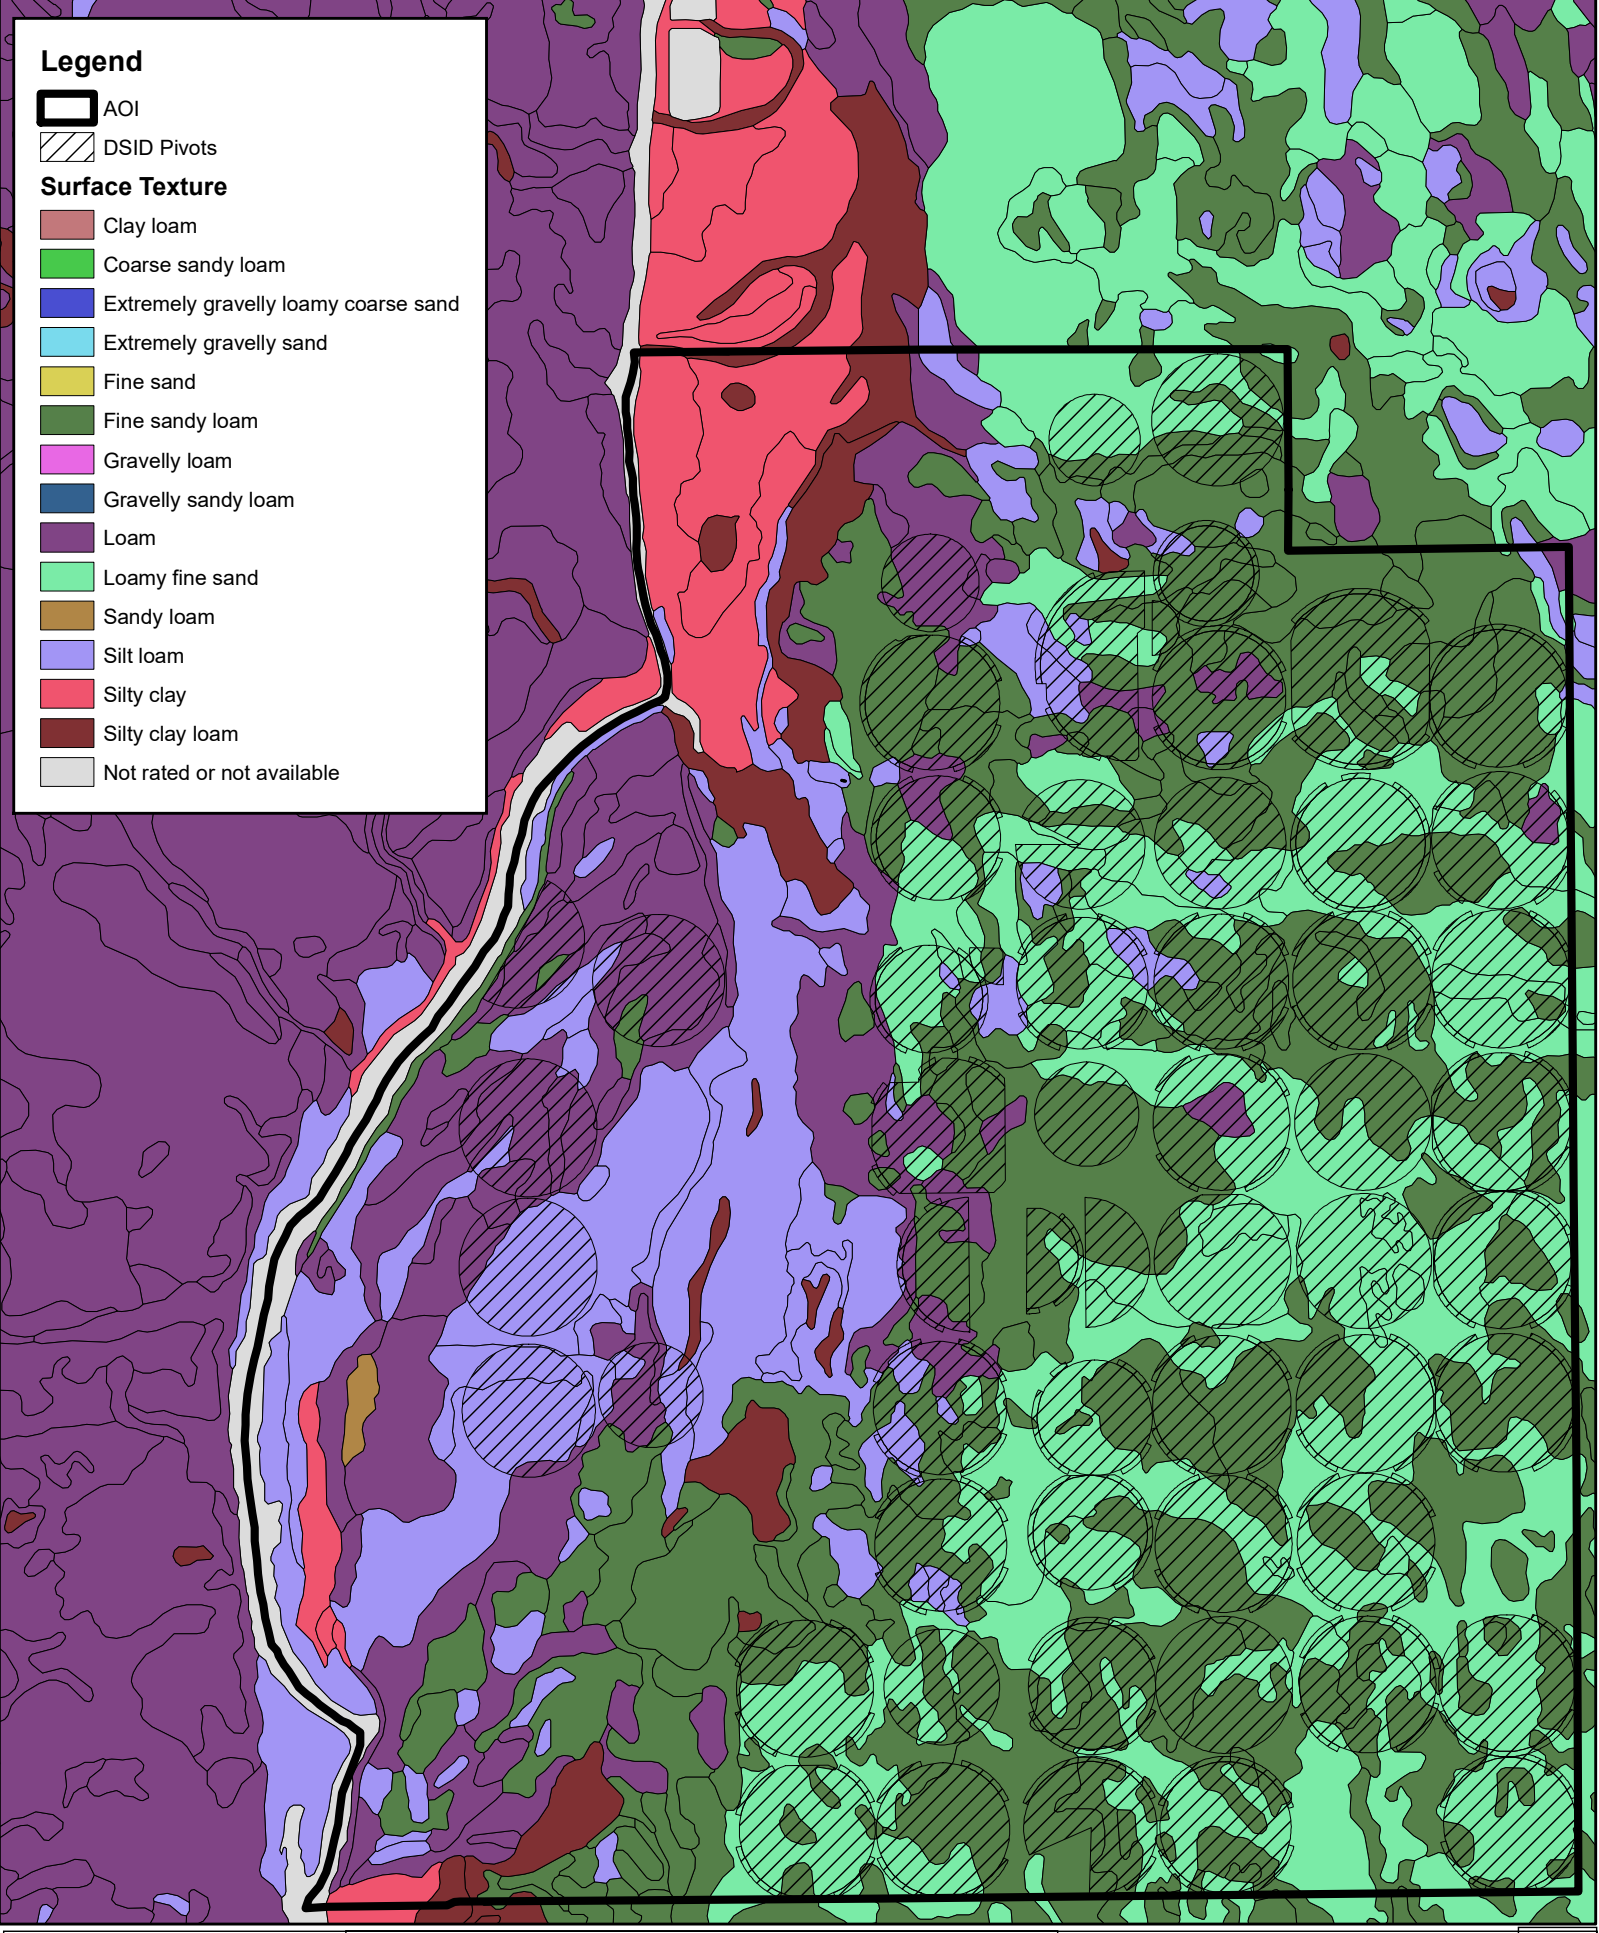 Legend
AOI
DSID Pivots
Surface Texture
Clay loam
Coarse sandy loam
Extremely gravelly loamy coarse sand
Extremely gravelly sand
Fine sand
Fine sandy loam
Gravelly loam
Gravelly sandy loam
Loam
Loamy fine sand
Sandy loam
Silt loam
Silty clay
Silty clay loam
Not rated or not available